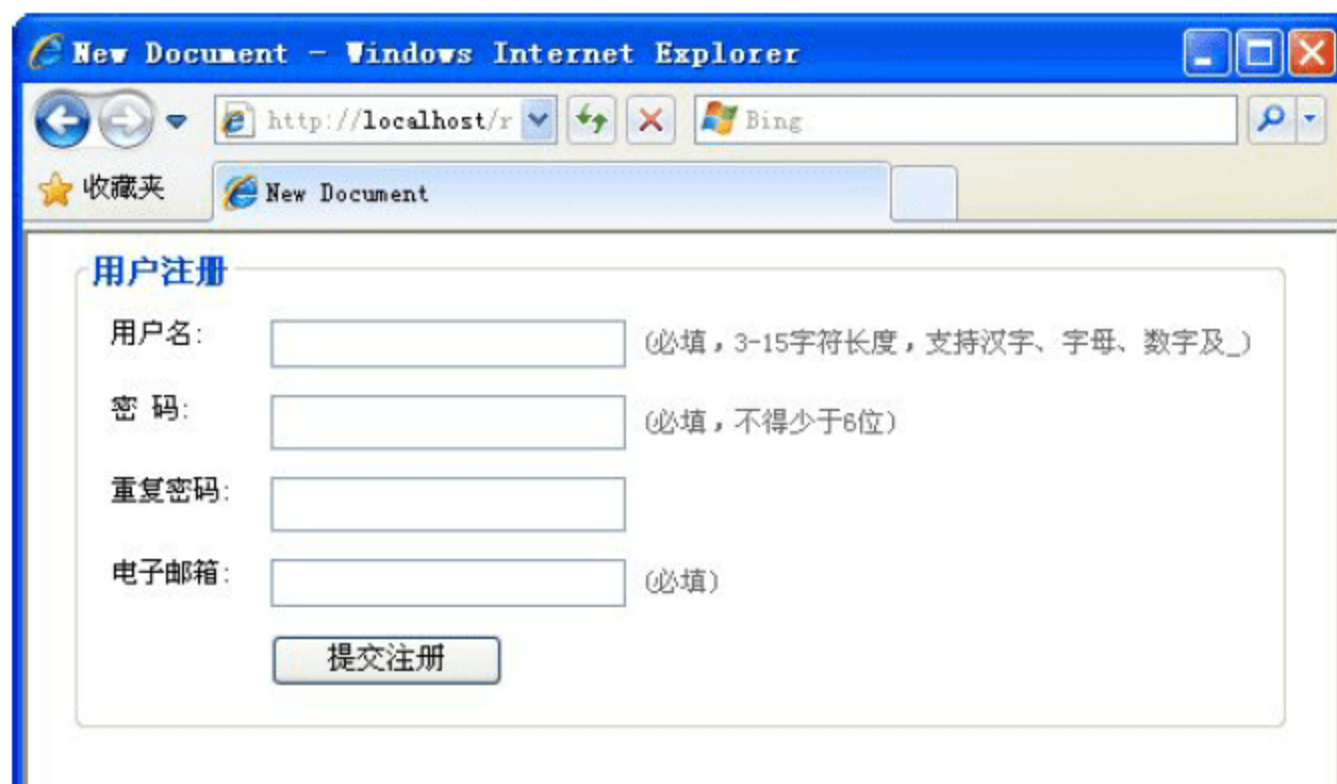 New Document - Windows Internet Explorer
http://localhost/r
Bing
收藏夹
New Document
用户注册
用户名:
(必填，3-15字符长度，支持汉字、字母、数字及_)
密 码:
(必填，不得少于6位)
重复密码:
电子邮箱:
(必填)
提交注册